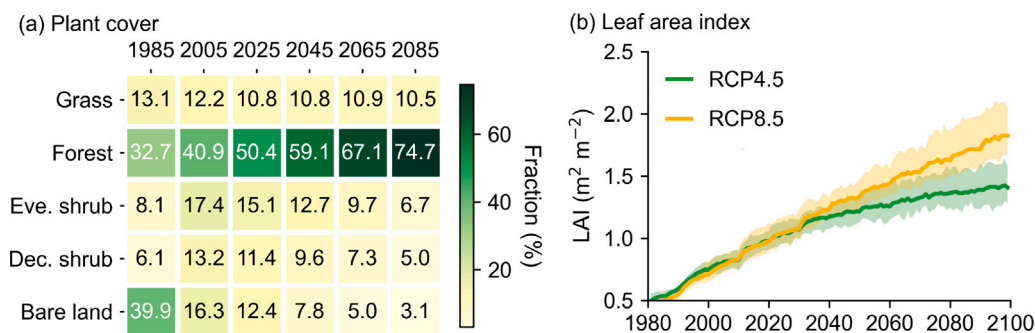 (a) Plant cover
1985 2005 2025 2045 2065 2085
Grass 13.1 12.2 10.8 10.8 10.9 10.5
Forest 32.7 40.9 50.4 59.1 67.1 74.7
Eve. shrub 8.1 17.4 15.1 12.7 9.7 6.7
Dec. shrub 6.1 13.2 11.4 9.6 7.3 5.0
Bare land 39.9 16.3 12.4 7.8 5.0 3.1
60
40
20
Fraction (%)
(b) Leaf area index
RCP4.5
RCP8.5
LAI (m² m⁻²)
2.5
2.0
1.5
1.0
0.5
1980 2000 2020 2040 2060 2080 2100